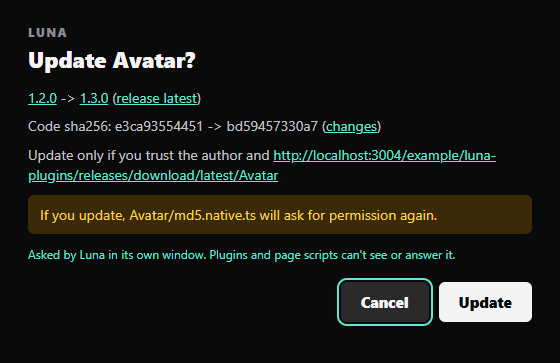 LUNA
Update Avatar?
1.2.0 -> 1.3.0 (release latest)
Code sha256: e3ca93554451 -> bd59457330a7 (changes)
Update only if you trust the author and http://localhost:3004/example/luna-
plugins/releases/download/latest/Avatar
If you update, Avatar/md5.native.ts will ask for permission again.
Asked by Luna in its own window. Plugins and page scripts can't see or answer it.
Cancel Update